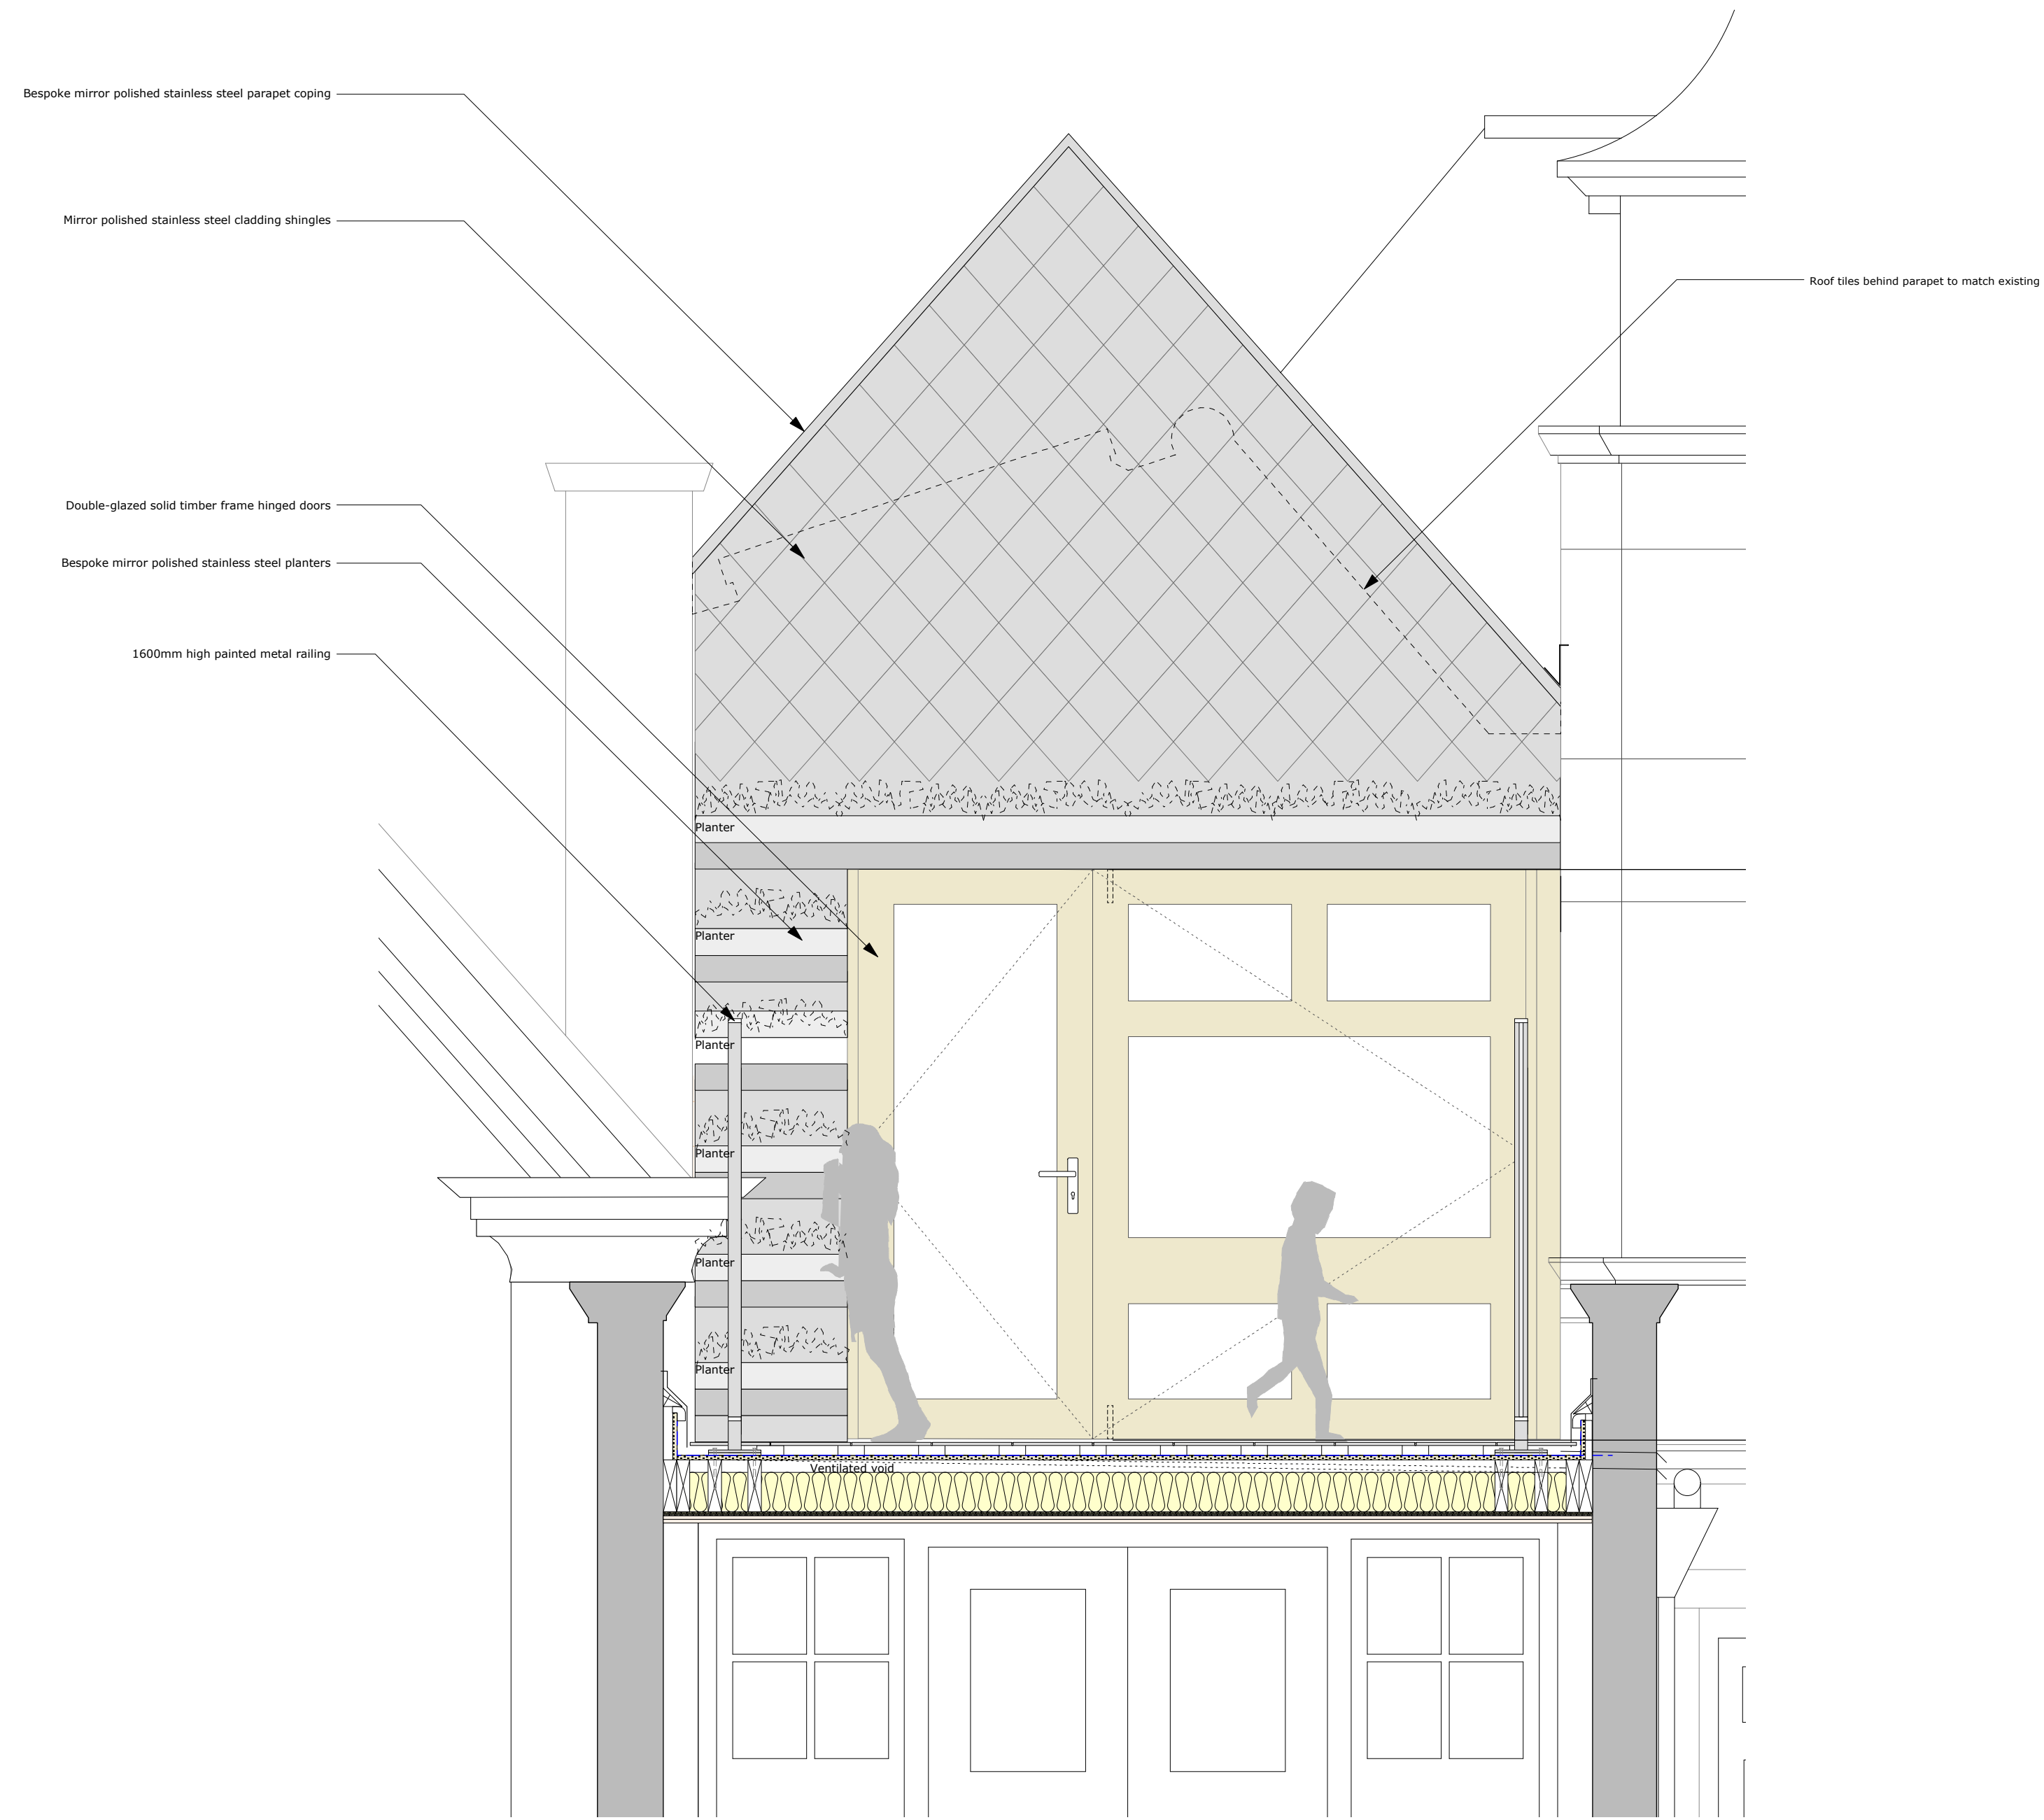 Bespoke mirror polished stainless steel parapet coping
Mirror polished stainless steel cladding shingles
Roof tiles behind parapet to match existing
Double-glazed solid timber frame hinged doors
Bespoke mirror polished stainless steel planters
1600mm high painted metal railing
Planter
Planter
Planter
Planter
Planter
Planter
Ventilated void